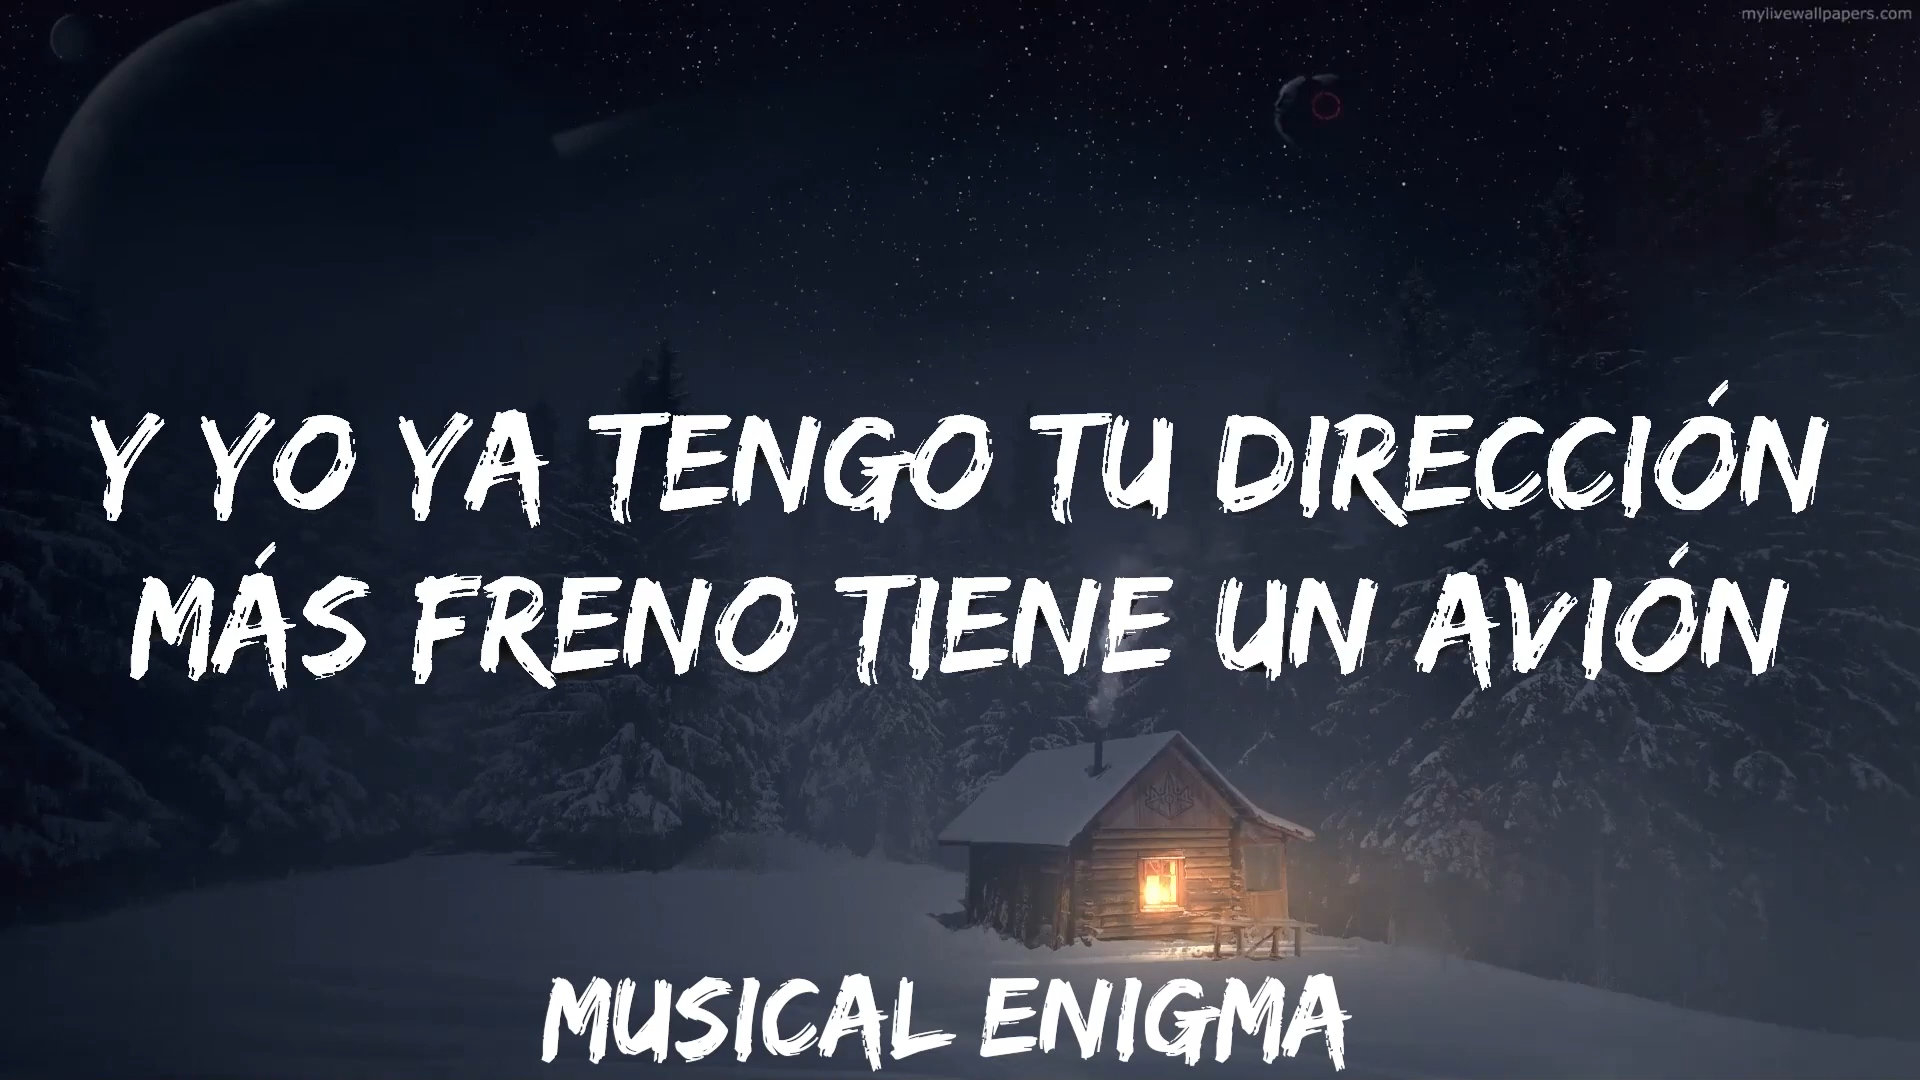 mylivewallpapers.com
Y YO YA TENGO TU DIRECCIÓN
MÁS FRENO TIENE UN AVIÓN
MUSICAL ENIGMA